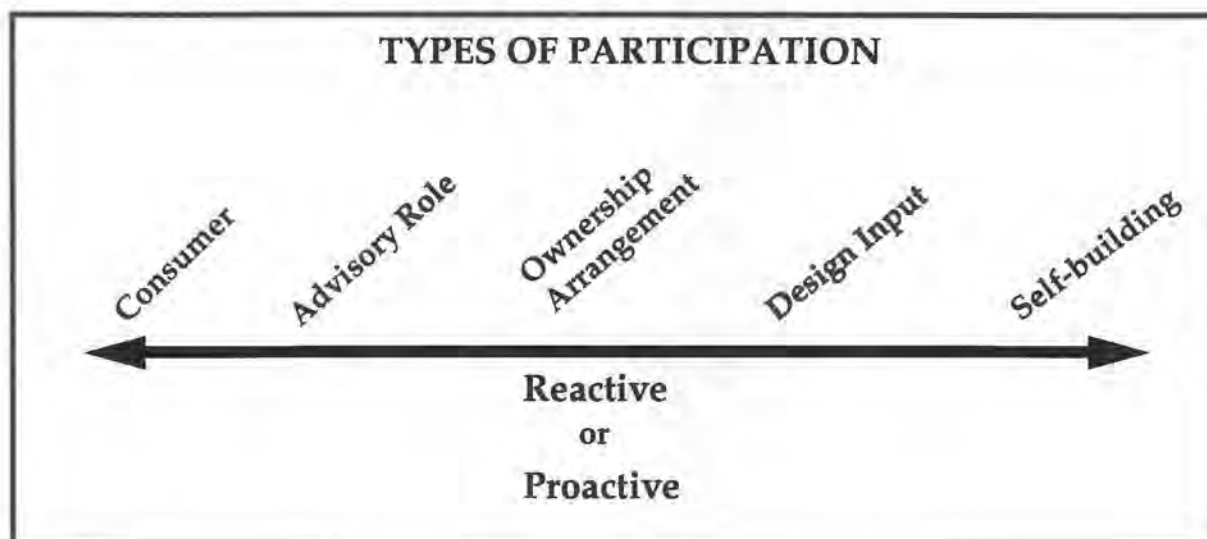 TYPES OF PARTICIPATION
Consumer
Advisory Role
Ownership
Arrangement
Design Input
Self-building
Reactive
or
Proactive